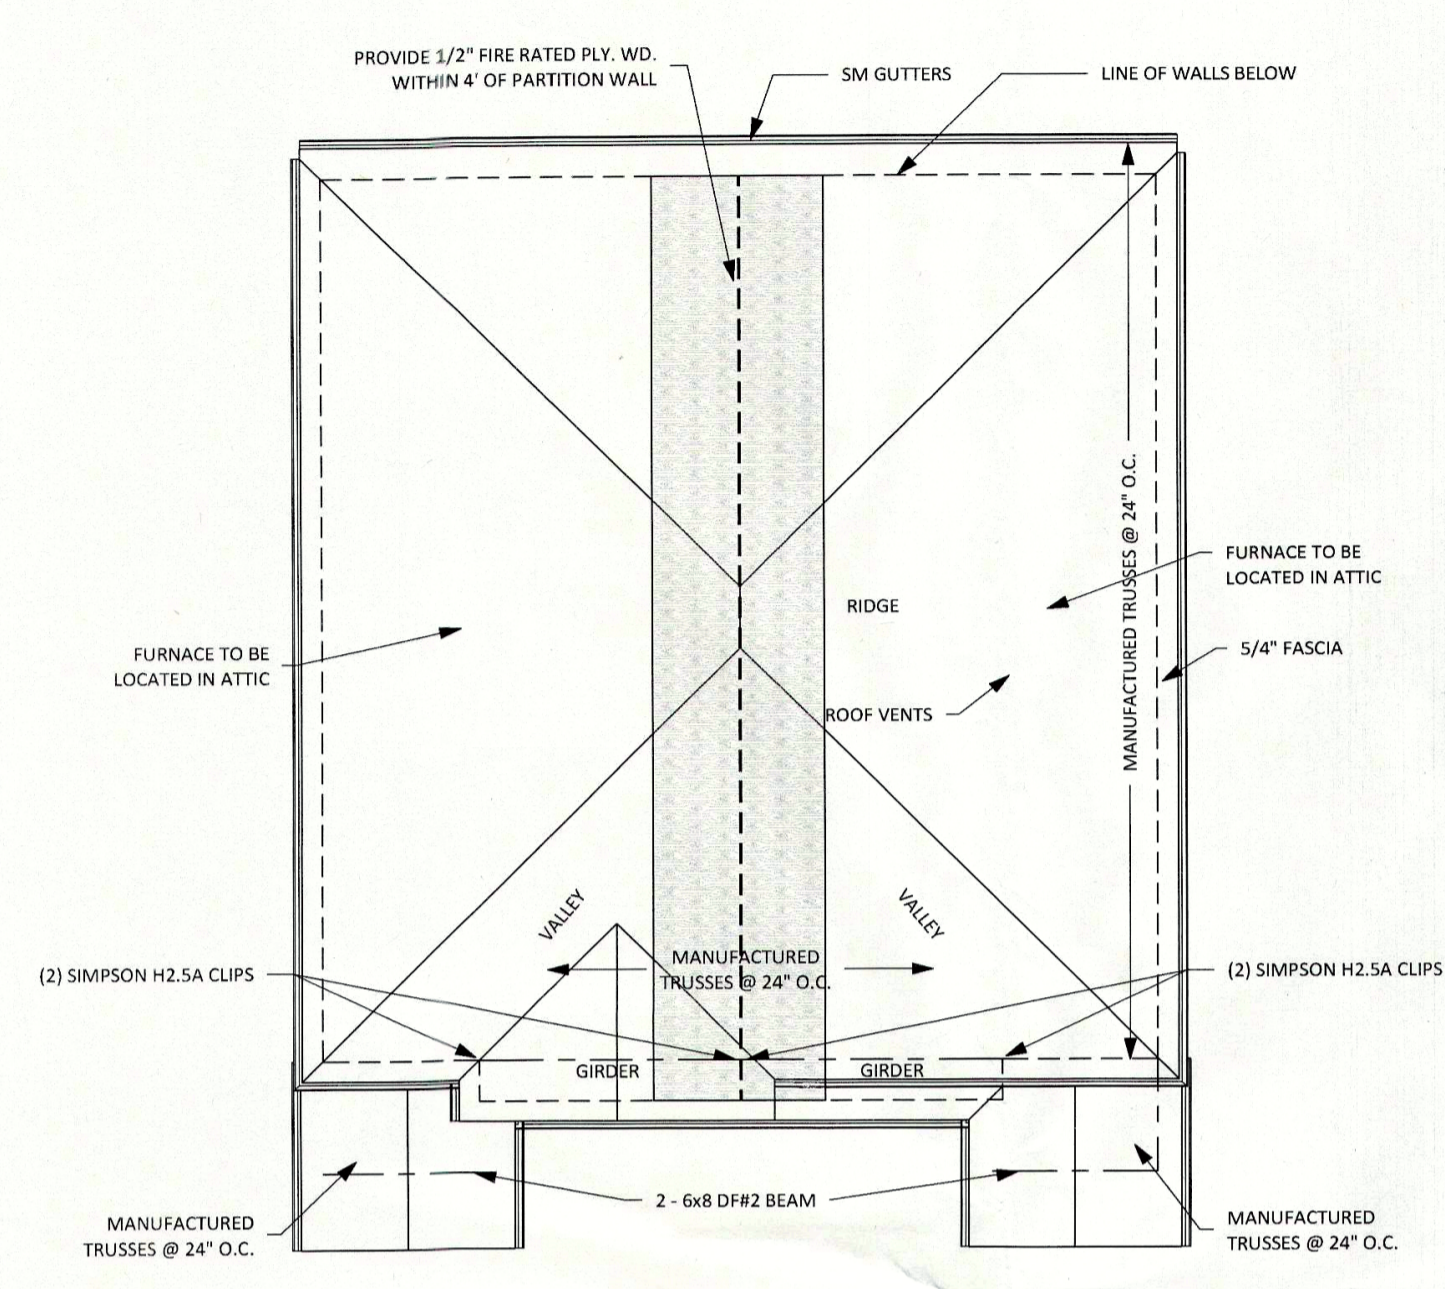 PROVIDE 1/2" FIRE RATED PLY. WD.
WITHIN 4' OF PARTITION WALL
SM GUTTERS
LINE OF WALLS BELOW
MANUFACTURED TRUSSES @ 24" O.C.
FURNACE TO BE
LOCATED IN ATTIC
RIDGE
5/4" FASCIA
FURNACE TO BE
LOCATED IN ATTIC
ROOF VENTS
VALLEY
VALLEY
MANUFACTURED
TRUSSES @ 24" O.C.
(2) SIMPSON H2.5A CLIPS
(2) SIMPSON H2.5A CLIPS
GIRDER
GIRDER
2 - 6x8 DF#2 BEAM
MANUFACTURED
TRUSSES @ 24" O.C.
MANUFACTURED
TRUSSES @ 24" O.C.